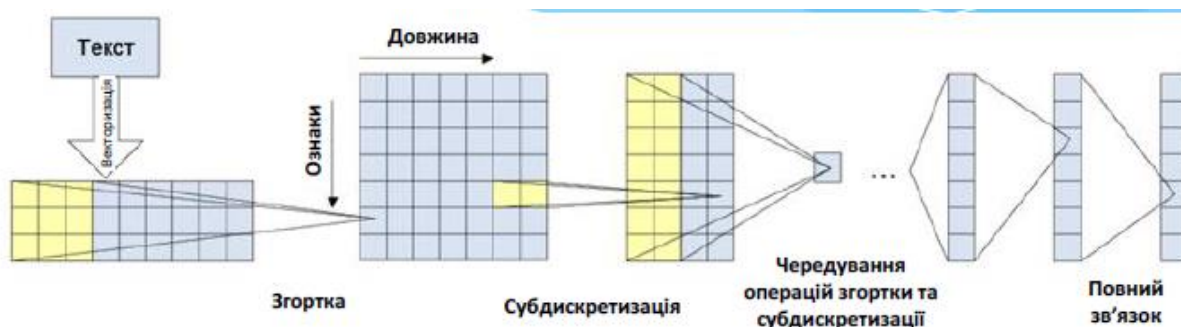 Текст
Векторизація
Довжина
Ознаки
...
Згортка
Субдискретизація
Чередування
операцій згортки та
субдискретизації
Повний
зв’язок